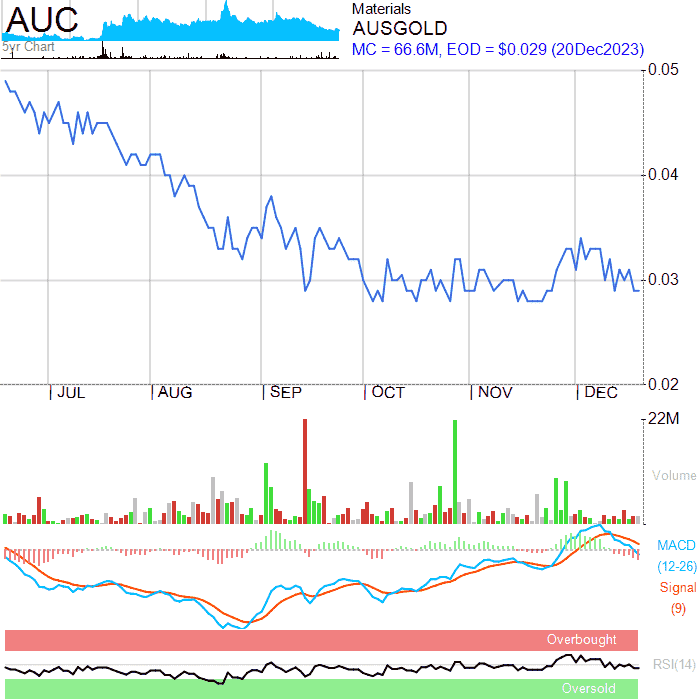 AUC
5yr Chart
Materials
AUSGOLD
MC = 66.6M, EOD = $0.029 (20Dec2023)
0.05
0.04
0.03
0.02
JUL AUG SEP OCT NOV DEC
22M
Volume
MACD
(12-26)
Signal
(9)
Overbought
RSI(14)
Oversold